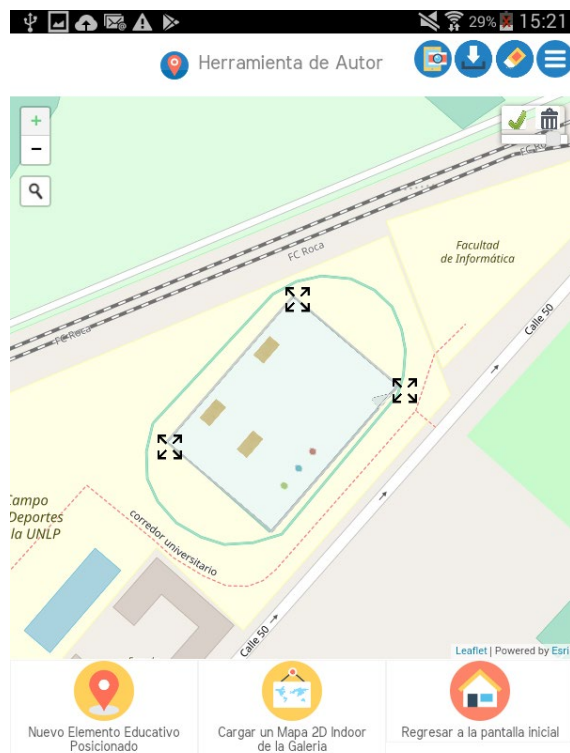 29% 15:21
Herramienta de Autor
+
-
FC Roca
Facultad
de Informática
FC Roca
Calle 50
Campo
Deportes
la UNLP
corredor universitario
Calle 50
Leaflet | Powered by Esri
Nuevo Elemento Educativo
Posicionado
Cargar un Mapa 2D Indoor
de la Galeria
Regresar a la pantalla inicial